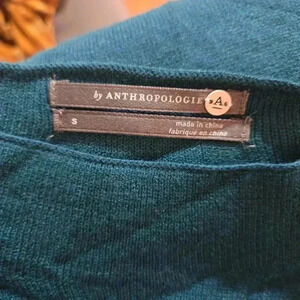 by ANTHROPOLOGIE
A
S
made in china
fabriqué en chine